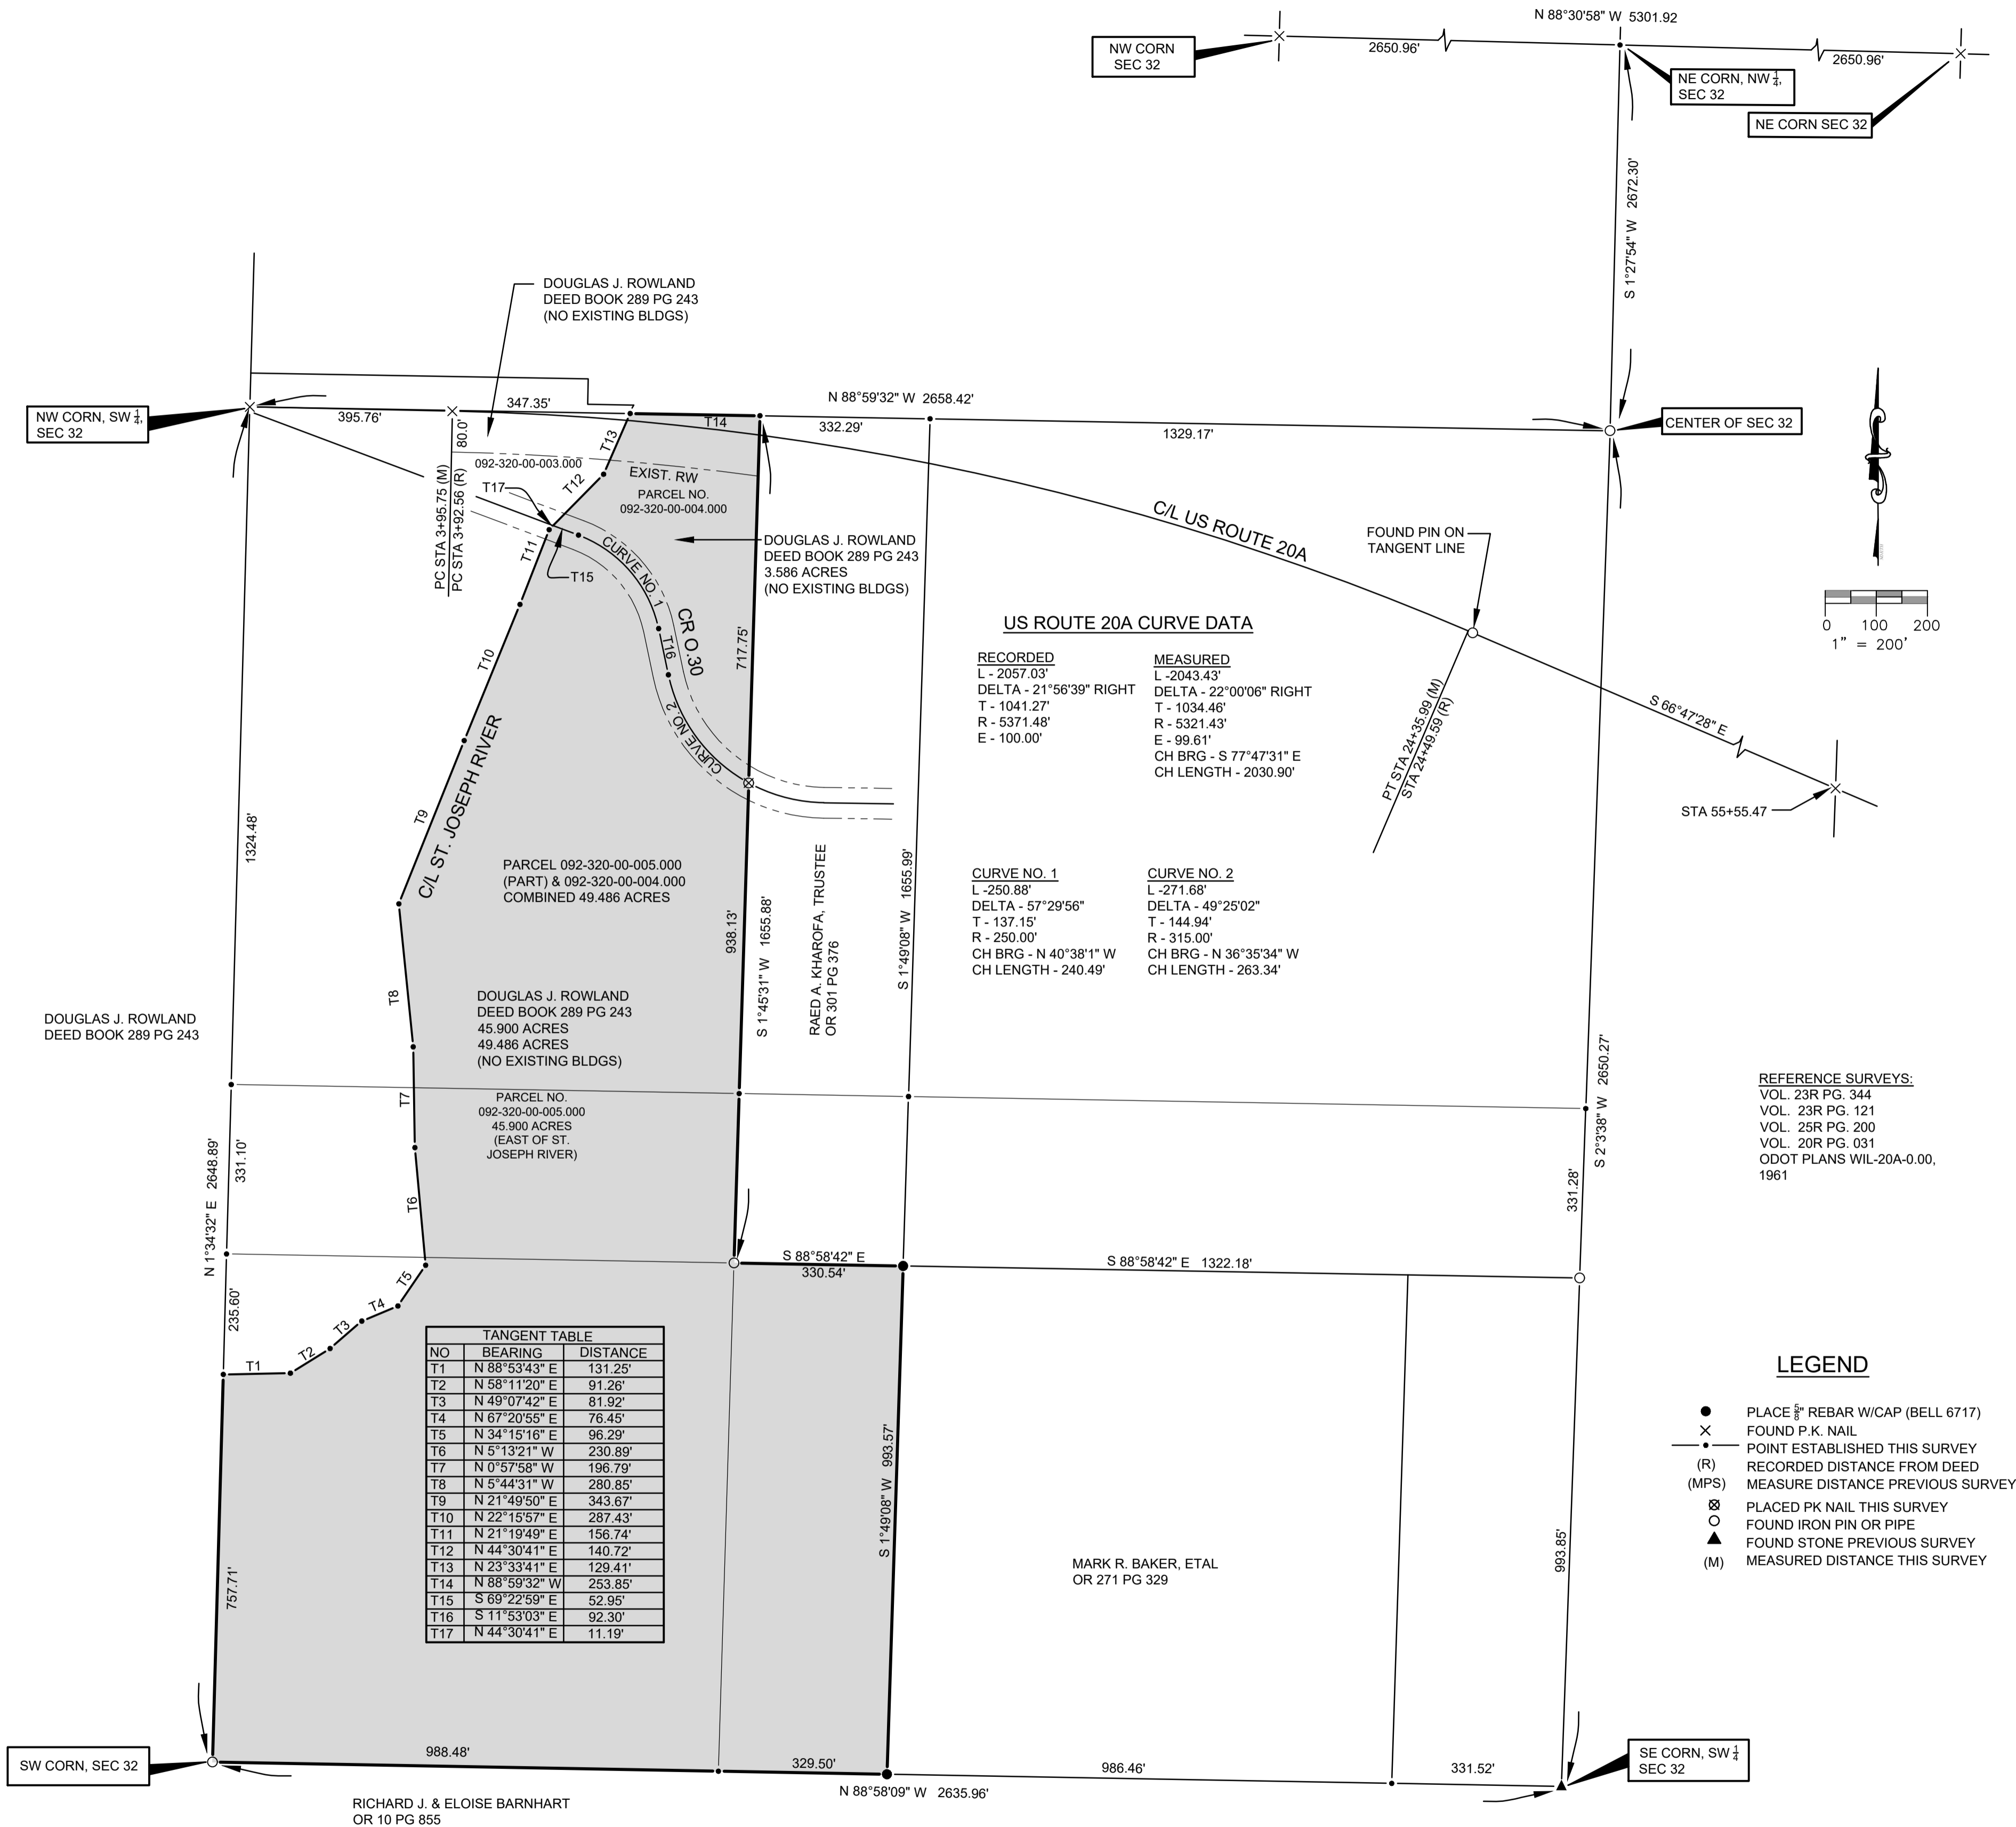 N 88°30'58" W 5301.92
NW CORN
SEC 32
2650.96'
2650.96'
NE CORN, NW 1/4,
SEC 32
NE CORN SEC 32
S 1°27'54" W 2672.30'
DOUGLAS J. ROWLAND
DEED BOOK 289 PG 243
(NO EXISTING BLDGS)
NW CORN, SW 1/4,
SEC 32
395.76'
347.35'
N 88°59'32" W 2658.42'
T14
332.29'
1329.17'
CENTER OF SEC 32
80.0'
PC STA 3+95.75 (M)
PC STA 3+92.56 (R)
T13
092-320-00-003.000
EXIST. RW
T12
T17
PARCEL NO.
092-320-00-004.000
T11
T15
CURVE NO. 1
DOUGLAS J. ROWLAND
DEED BOOK 289 PG 243
3.586 ACRES
(NO EXISTING BLDGS)
C/L US ROUTE 20A
FOUND PIN ON
TANGENT LINE
0 100 200
1" = 200'
CR O.30
T16
CURVE NO. 2
717.75'
T10
US ROUTE 20A CURVE DATA
RECORDED
L - 2057.03'
DELTA - 21°56'39" RIGHT
T - 1041.27'
R - 5371.48'
E - 100.00'
MEASURED
L -2043.43'
DELTA - 22°00'06" RIGHT
T - 1034.46'
R - 5321.43'
E - 99.61'
CH BRG - S 77°47'31" E
CH LENGTH - 2030.90'
PT STA 24+35.99 (M)
STA 24+49.59 (R)
S 66°47'28" E
STA 55+55.47
T9
C/L ST. JOSEPH RIVER
1324.48'
PARCEL 092-320-00-005.000
(PART) & 092-320-00-004.000
COMBINED 49.486 ACRES
938.13'
S 1°45'31" W 1655.88'
RAED A. KHAROFA, TRUSTEE
OR 301 PG 376
S 1°49'08" W 1655.99'
CURVE NO. 1
L -250.88'
DELTA - 57°29'56"
T - 137.15'
R - 250.00'
CH BRG - N 40°38'1" W
CH LENGTH - 240.49'
CURVE NO. 2
L -271.68'
DELTA - 49°25'02"
T - 144.94'
R - 315.00'
CH BRG - N 36°35'34" W
CH LENGTH - 263.34'
T8
DOUGLAS J. ROWLAND
DEED BOOK 289 PG 243
DOUGLAS J. ROWLAND
DEED BOOK 289 PG 243
45.900 ACRES
49.486 ACRES
(NO EXISTING BLDGS)
T7
PARCEL NO.
092-320-00-005.000
45.900 ACRES
(EAST OF ST.
JOSEPH RIVER)
S 2°3'38" W 2650.27'
REFERENCE SURVEYS:
VOL. 23R PG. 344
VOL. 23R PG. 121
VOL. 25R PG. 200
VOL. 20R PG. 031
ODOT PLANS WIL-20A-0.00,
1961
N 1°34'32" E 2648.89'
331.10'
T6
331.28'
S 88°58'42" E
330.54'
S 88°58'42" E 1322.18'
235.60'
T5
T4
T3
T2
T1
TANGENT TABLE
NO BEARING DISTANCE
T1 N 88°53'43" E 131.25'
T2 N 58°11'20" E 91.26'
T3 N 49°07'42" E 81.92'
T4 N 67°20'55" E 76.45'
T5 N 34°15'16" E 96.29'
T6 N 5°13'21" W 230.89'
T7 N 0°57'58" W 196.79'
T8 N 5°44'31" W 280.85'
T9 N 21°49'50" E 343.67'
T10 N 22°15'57" E 287.43'
T11 N 21°19'49" E 156.74'
T12 N 44°30'41" E 140.72'
T13 N 23°33'41" E 129.41'
T14 N 88°59'32" W 253.85'
T15 S 69°22'59" E 52.95'
T16 S 11°53'03" E 92.30'
T17 N 44°30'41" E 11.19'
S 1°49'08" W 993.57'
MARK R. BAKER, ETAL
OR 271 PG 329
993.85'
757.71'
LEGEND
PLACE 5/8" REBAR W/CAP (BELL 6717)
FOUND P.K. NAIL
POINT ESTABLISHED THIS SURVEY
(R) RECORDED DISTANCE FROM DEED
(MPS) MEASURE DISTANCE PREVIOUS SURVEY
PLACED PK NAIL THIS SURVEY
FOUND IRON PIN OR PIPE
FOUND STONE PREVIOUS SURVEY
(M) MEASURED DISTANCE THIS SURVEY
SW CORN, SEC 32
988.48'
329.50'
986.46'
331.52'
SE CORN, SW 1/4
SEC 32
N 88°58'09" W 2635.96'
RICHARD J. & ELOISE BARNHART
OR 10 PG 855